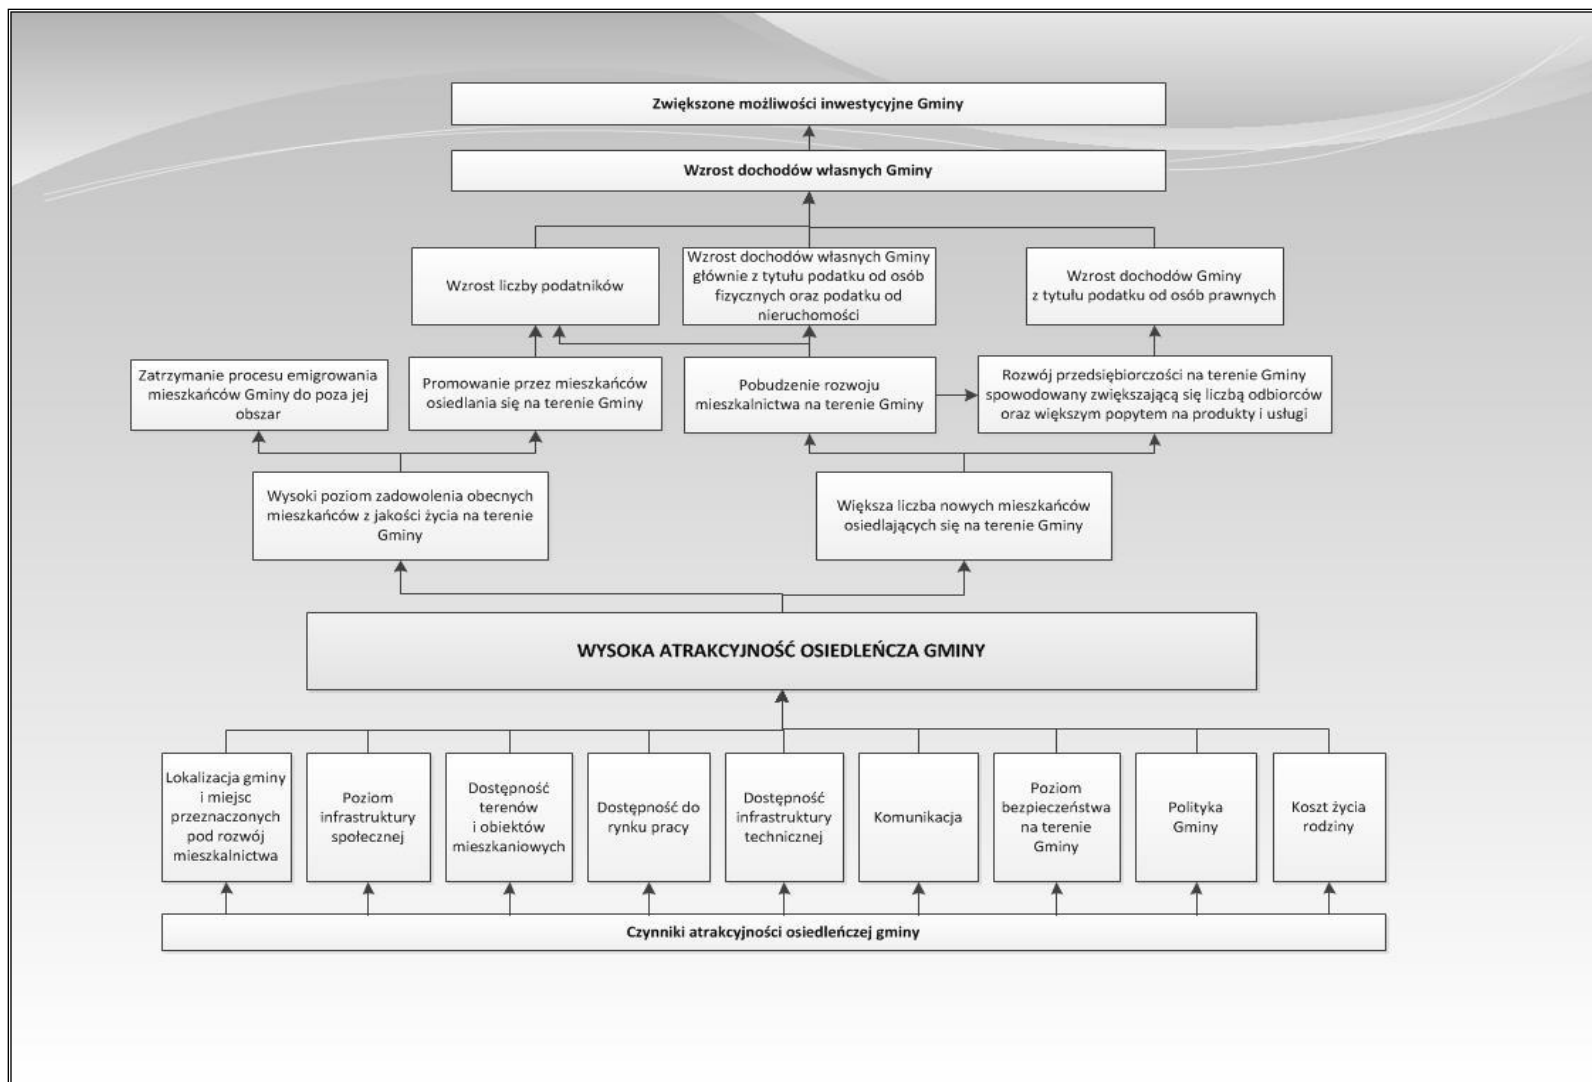 Zwiększone możliwości inwestycyjne Gminy
Wzrost dochodów własnych Gminy
Wzrost liczby podatników
Wzrost dochodów własnych Gminy
głównie z tytułu podatku od osób
fizycznych oraz podatku od
nieruchomości
Wzrost dochodów Gminy
z tytułu podatku od osób prawnych
Zatrzymanie procesu emigrowania
mieszkańców Gminy do poza jej
obszar
Promowanie przez mieszkańców
osiedlania się na terenie Gminy
Pobudzenie rozwoju
mieszkalnictwa na terenie Gminy
Rozwój przedsiębiorczości na terenie Gminy
spowodowany zwiększającą się liczbą odbiorców
oraz większym popytem na produkty i usługi
Wysoki poziom zadowolenia obecnych
mieszkańców z jakości życia na terenie
Gminy
Większa liczba nowych mieszkańców
osiedlających się na terenie Gminy
WYSOKA ATRAKCYJNOŚĆ OSIEDLEŃCZA GMINY
Lokalizacja gminy
i miejsc
przeznaczonych
pod rozwój
mieszkalnictwa
Poziom
infrastruktury
społecznej
Dostępność
terenów
i obiektów
mieszkaniowych
Dostępność do
rynku pracy
Dostępność
infrastruktury
technicznej
Komunikacja
Poziom
bezpieczeństwa
na terenie
Gminy
Polityka
Gminy
Koszt życia
rodziny
Czynniki atrakcyjności osiedleńczej gminy